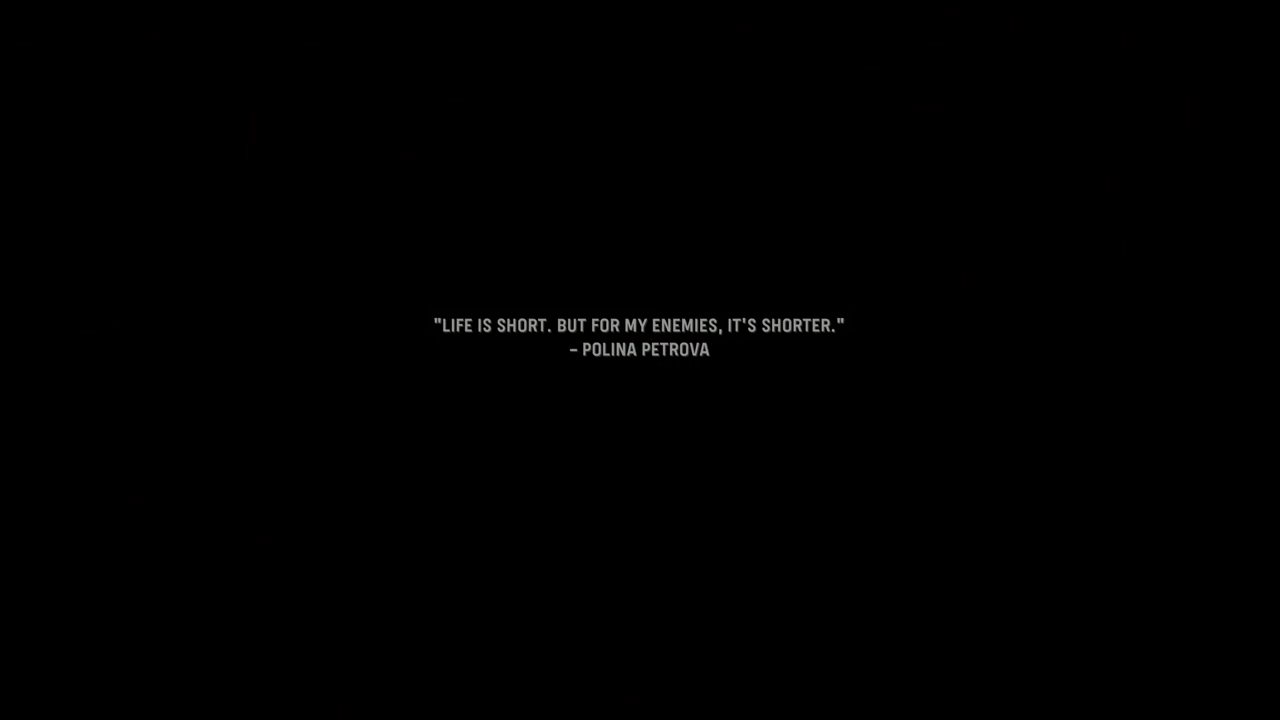 "LIFE IS SHORT. BUT FOR MY ENEMIES, IT'S SHORTER."
– POLINA PETROVA